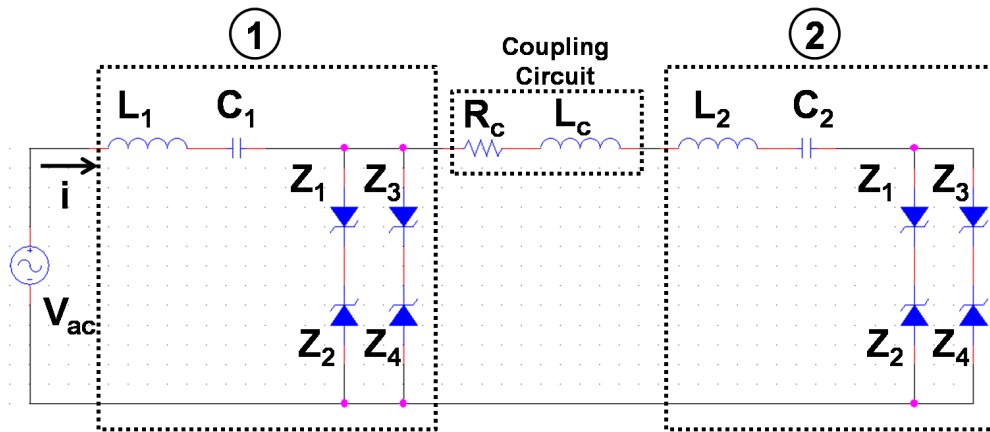 1
2
Coupling
Circuit
L1
C1
Rc
Lc
L2
C2
i
Z1
Z3
Z1
Z3
+
-
Vac
Z2
Z4
Z2
Z4